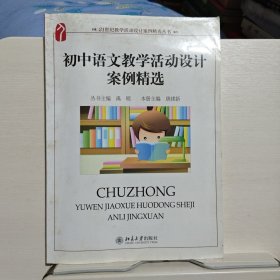 21世纪教学活动设计案例精选丛书
初中语文教学活动设计
案例精选
丛书主编 禹明 本册主编
CHUZHONG
YUWEN JIAOXUE HUODONG SHEJI
ANLI JINGXUAN
北京大学出版社